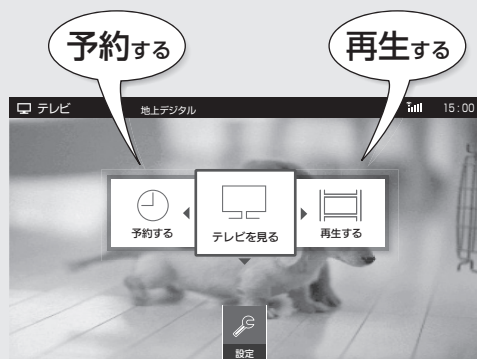 予約する
再生する
テレビ
地上デジタル
15:00
予約する
テレビを見る
再生する
設定